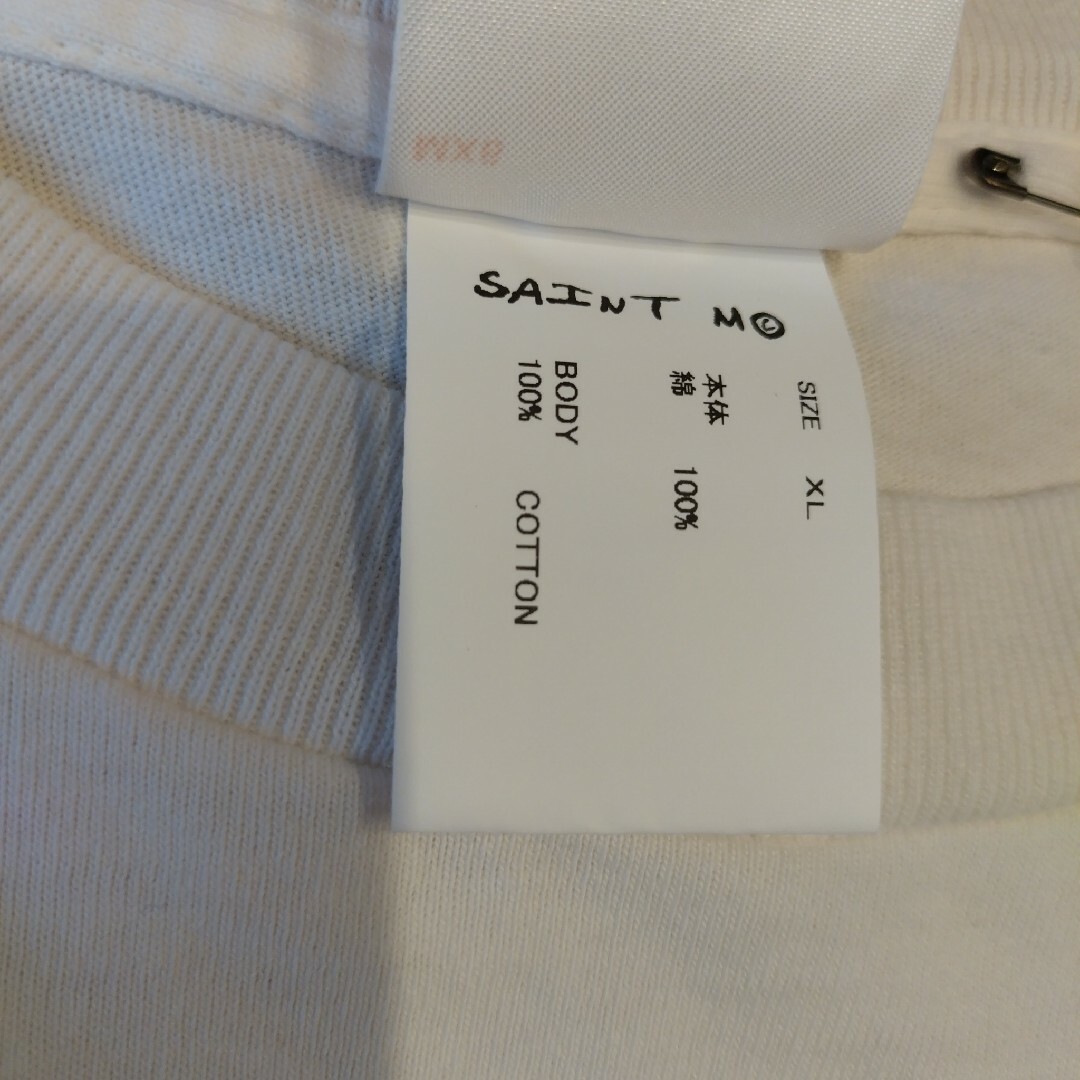 SAINT M
SIZE XL
本体
綿 100%
BODY
100% COTTON